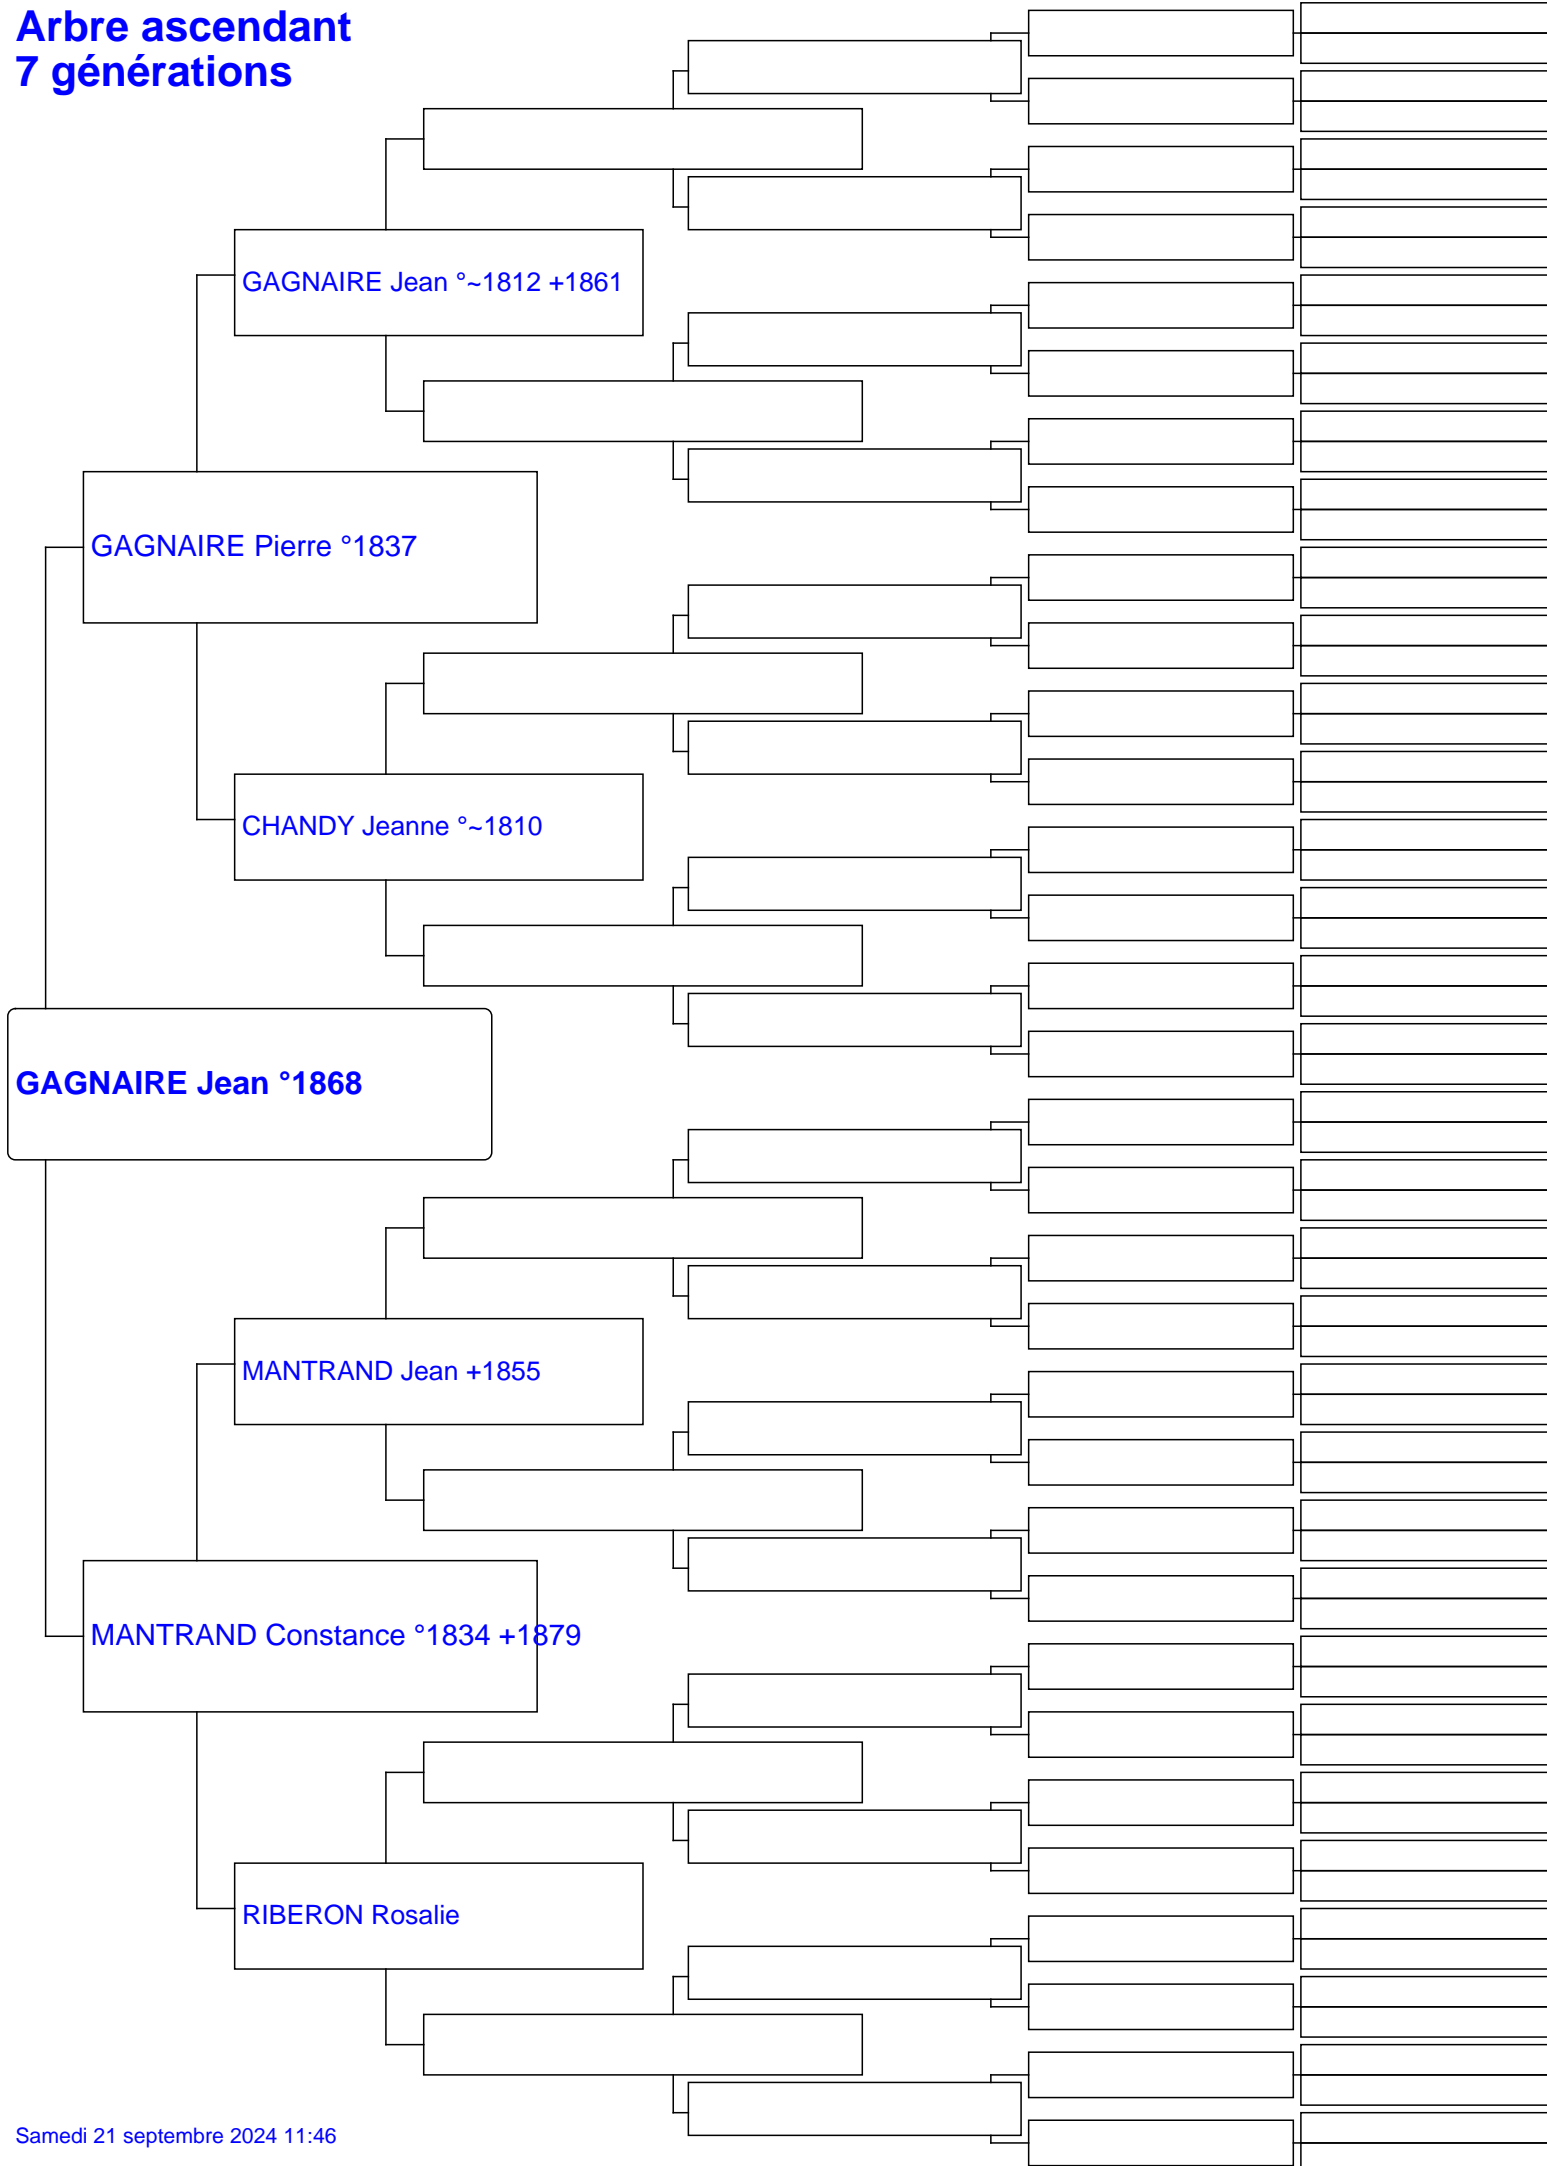 Arbre ascendant
7 générations
GAGNAIRE Jean °~1812 +1861
GAGNAIRE Pierre °1837
CHANDY Jeanne °~1810
GAGNAIRE Jean °1868
MANTRAND Jean +1855
MANTRAND Constance °1834 +1879
RIBERON Rosalie
Samedi 21 septembre 2024 11:46